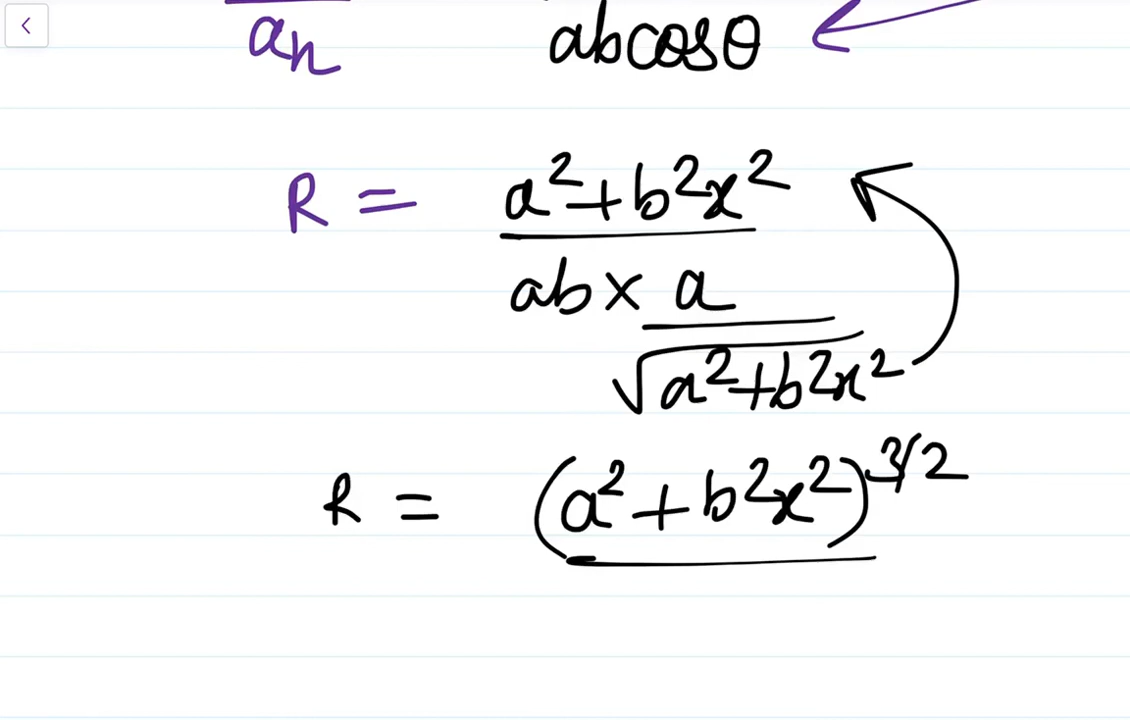 aₙ abcosθ
R = a²+b²x²
ab× a
√a²+b²x²
R = (a²+b²x²)^3/2